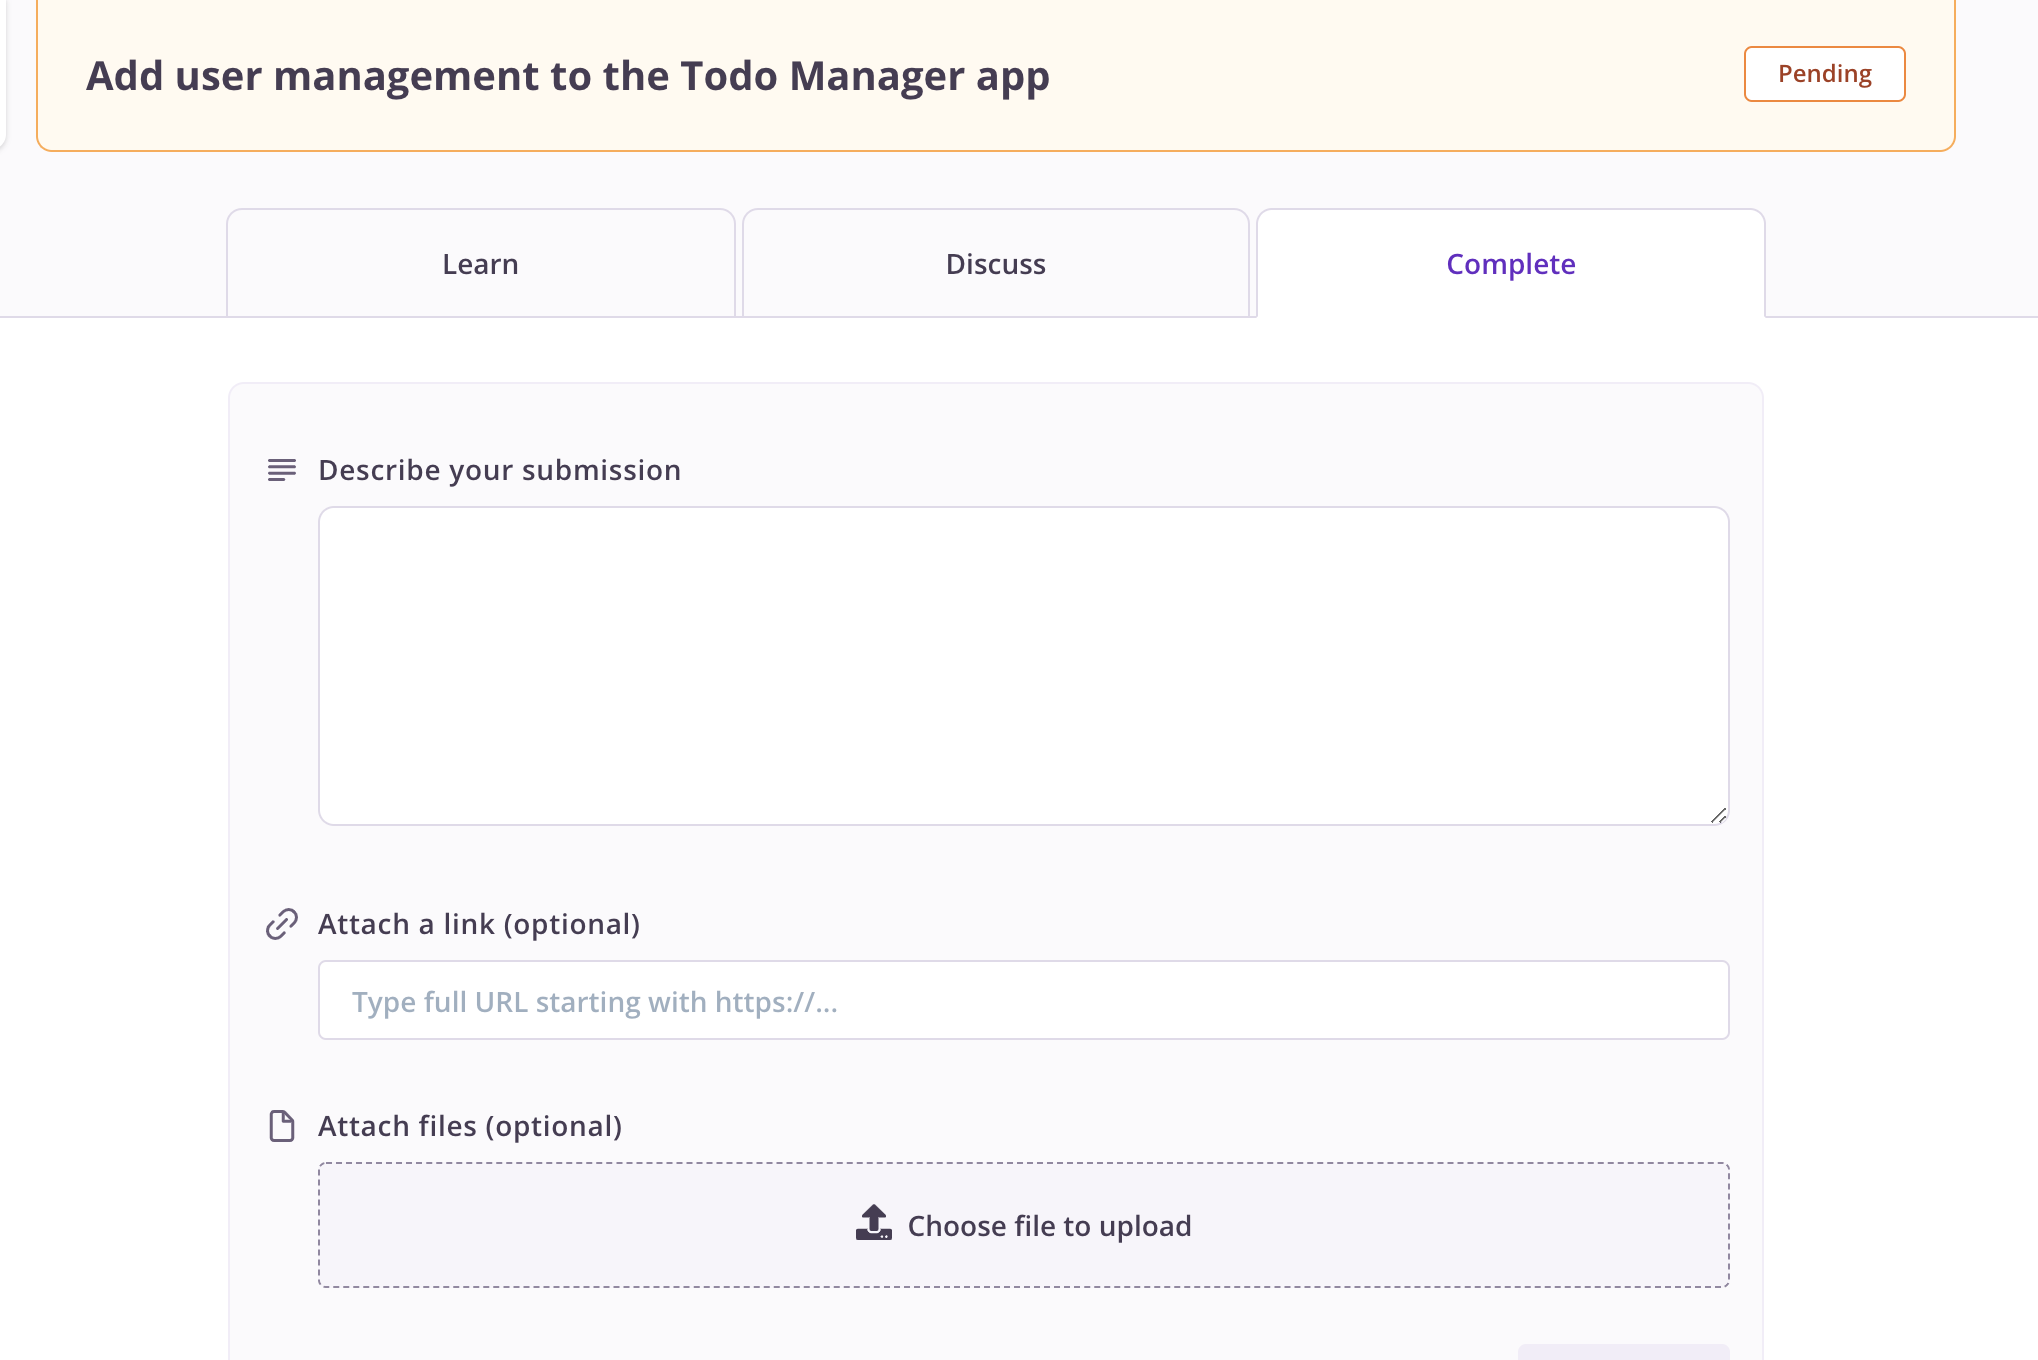 Add user management to the Todo Manager app
Pending
Learn
Discuss
Complete
Describe your submission
Attach a link (optional)
Type full URL starting with https://...
Attach files (optional)
Choose file to upload